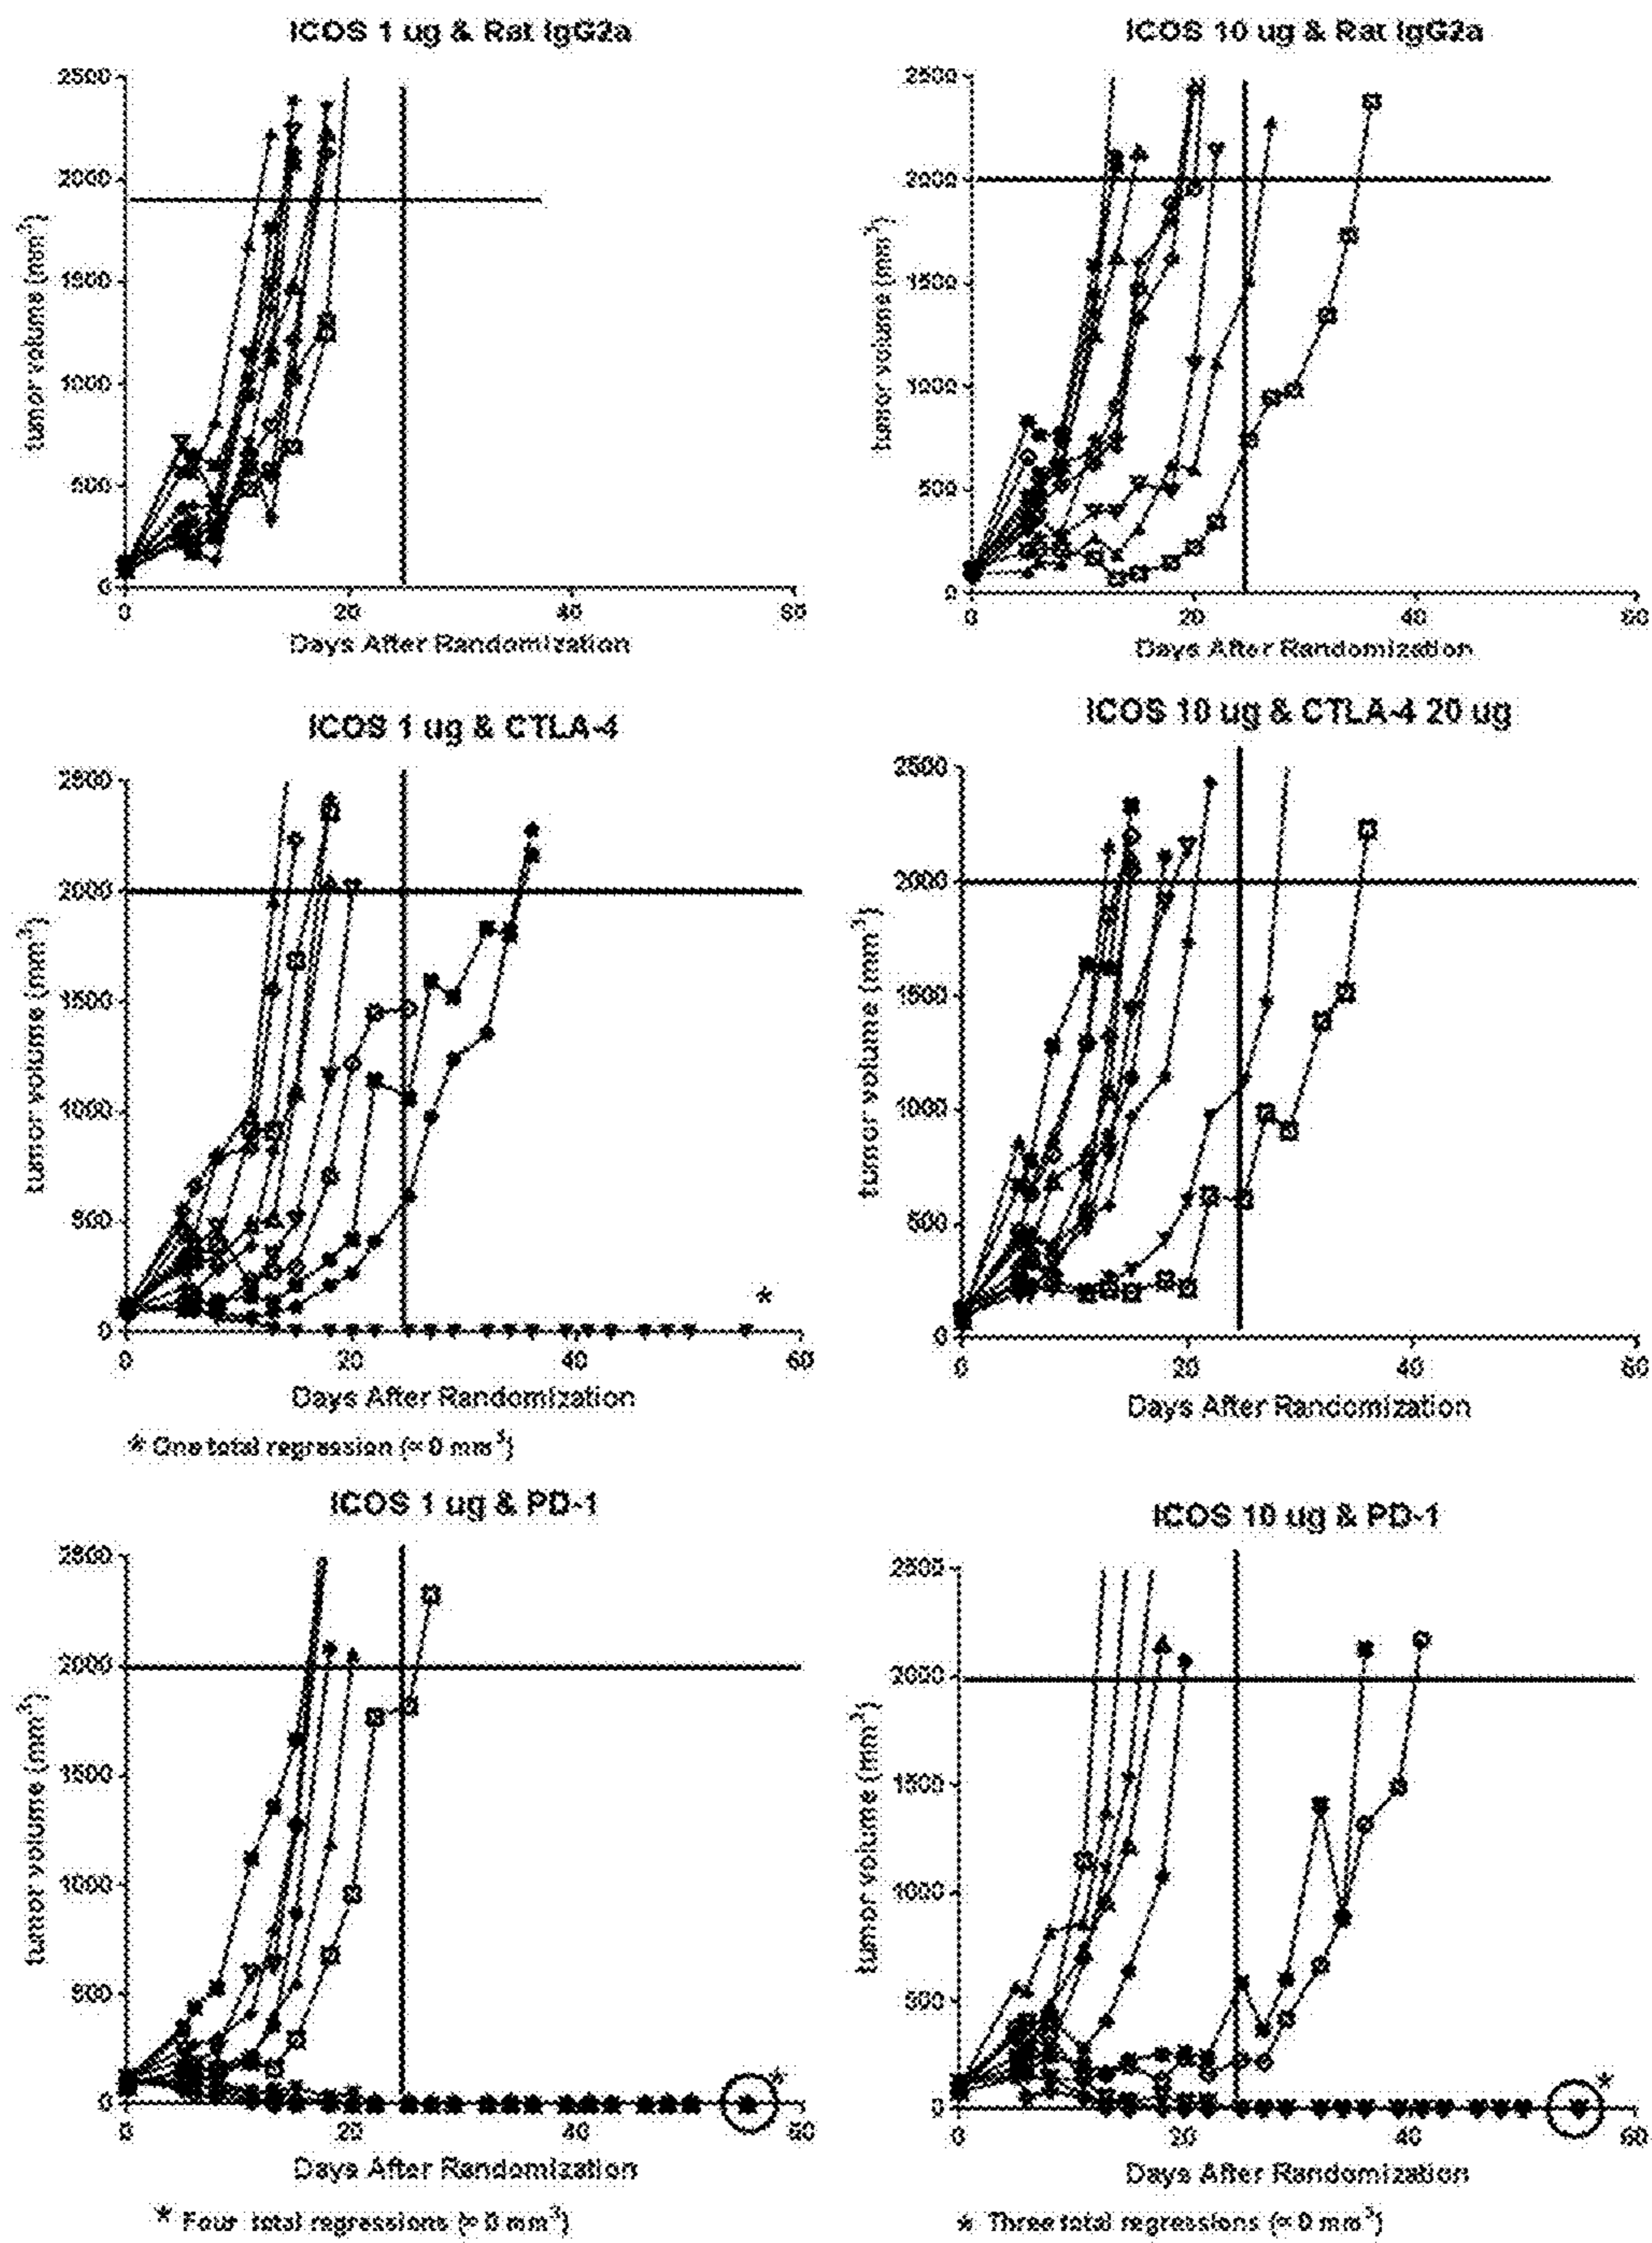 ICOS 1 ug & Rat IgG2a
2500
2000
1500
1000
500
0
0 20 40 60
tumor volume (mm³)
Days After Randomization
ICOS 10 ug & Rat IgG2a
2500
2000
1500
1000
500
0
0 20 40 60
tumor volume (mm³)
Days After Randomization
ICOS 1 ug & CTLA-4
2500
2000
1500
1000
500
0
0 20 40 60
tumor volume (mm³)
*
Days After Randomization
* One total regression (= 0 mm³)
ICOS 10 ug & CTLA-4 20 ug
2500
2000
1500
1000
500
0
0 20 40 60
tumor volume (mm³)
Days After Randomization
ICOS 1 ug & PD-1
2500
2000
1500
1000
500
0
0 20 40 60
tumor volume (mm³)
*
Days After Randomization
* Four total regressions (= 0 mm³)
ICOS 10 ug & PD-1
2500
2000
1500
1000
500
0
0 20 40 60
tumor volume (mm³)
*
Days After Randomization
* Three total regressions (= 0 mm³)